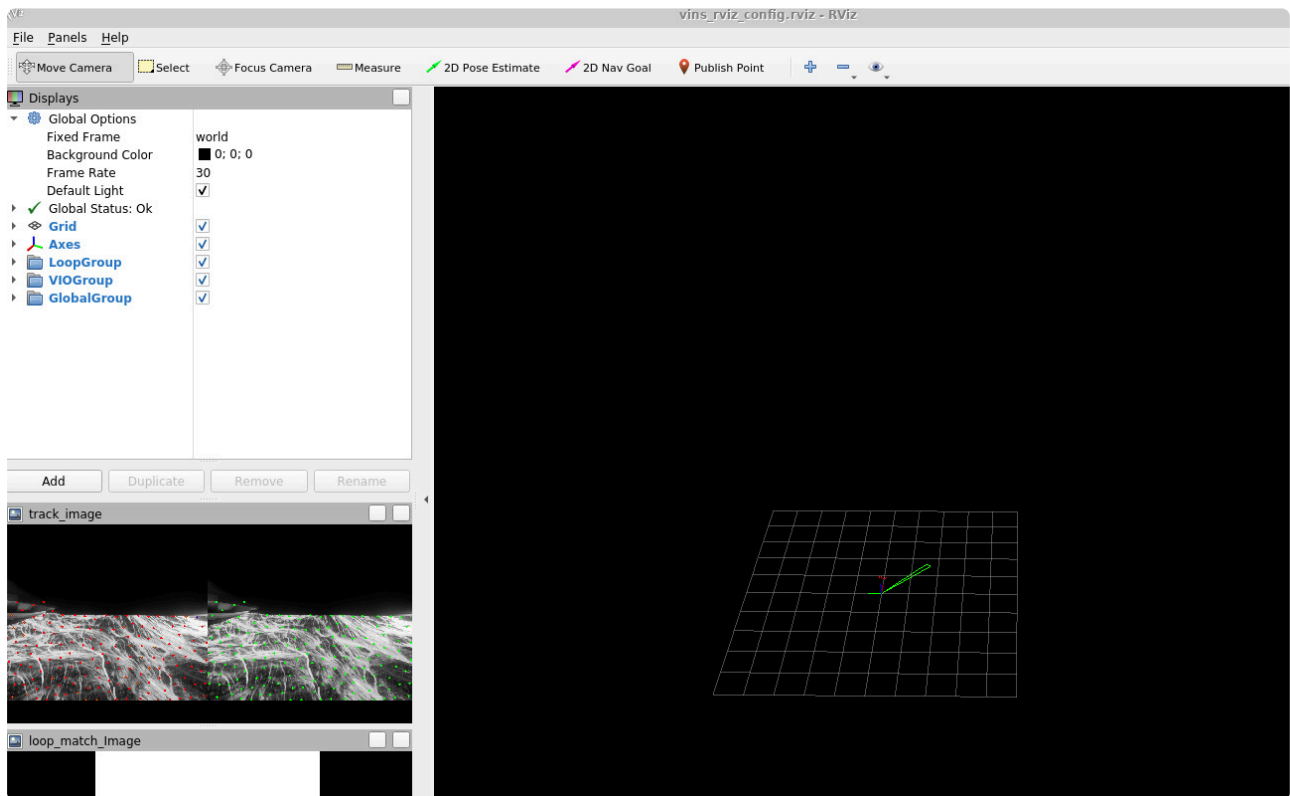 vins_rviz_config.rviz - RViz
File Panels Help
Move Camera Select Focus Camera Measure 2D Pose Estimate 2D Nav Goal Publish Point
Displays
Global Options
Fixed Frame world
Background Color 0; 0; 0
Frame Rate 30
Default Light
Global Status: Ok
Grid
Axes
LoopGroup
VIOGroup
GlobalGroup
Add Duplicate Remove Rename
track_image
loop_match_Image